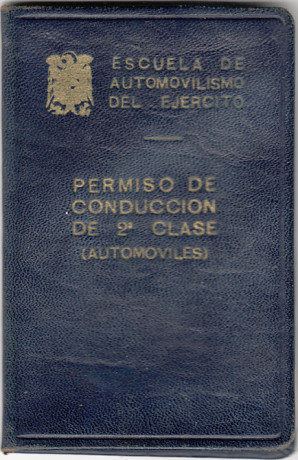 ESCUELA DE
AUTOMOVILISMO
DEL EJERCITO
PERMISO DE
CONDUCCION
DE 2ª CLASE
(AUTOMOVILES)